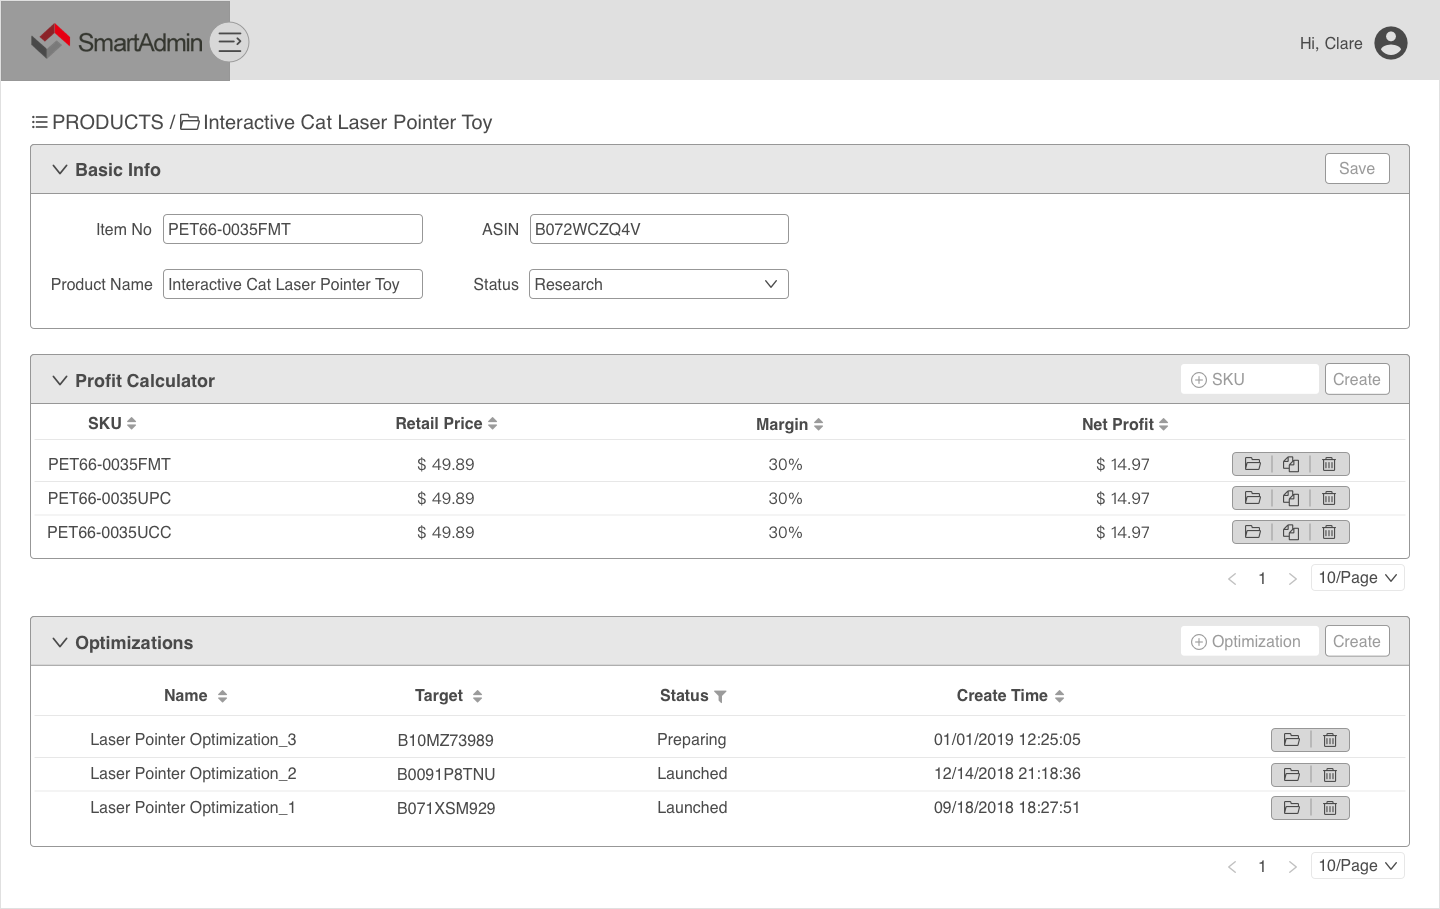 SmartAdmin
Hi, Clare
PRODUCTS / Interactive Cat Laser Pointer Toy
Basic Info
Save
Item No PET66-0035FMT ASIN B072WCZQ4V
Product Name Interactive Cat Laser Pointer Toy Status Research
Profit Calculator
SKU Create
SKU Retail Price Margin Net Profit
PET66-0035FMT $ 49.89 30% $ 14.97
PET66-0035UPC $ 49.89 30% $ 14.97
PET66-0035UCC $ 49.89 30% $ 14.97
< 1 > 10/Page
Optimizations
Optimization Create
Name Target Status Create Time
Laser Pointer Optimization_3 B10MZ73989 Preparing 01/01/2019 12:25:05
Laser Pointer Optimization_2 B0091P8TNU Launched 12/14/2018 21:18:36
Laser Pointer Optimization_1 B071XSM929 Launched 09/18/2018 18:27:51
< 1 > 10/Page